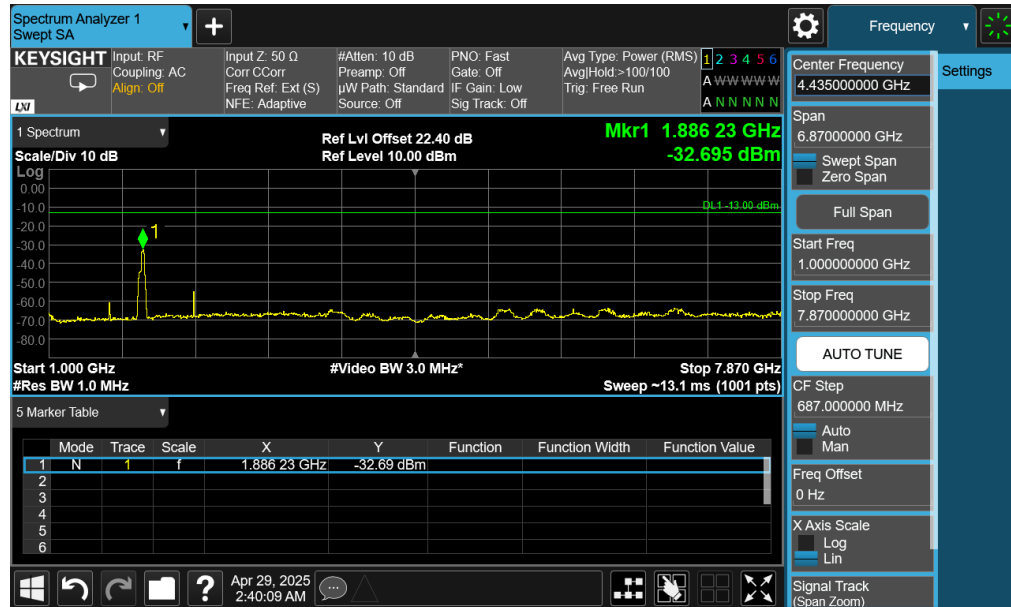 Spectrum Analyzer 1
Swept SA
+
Frequency
KEYSIGHT
LXI
Input: RF
Coupling: AC
Align: Off
Input Z: 50 Ω
Corr CCorr
Freq Ref: Ext (S)
NFE: Adaptive
#Atten: 10 dB
Preamp: Off
µW Path: Standard
Source: Off
PNO: Fast
Gate: Off
IF Gain: Low
Sig Track: Off
Avg Type: Power (RMS)
Avg|Hold:>100/100
Trig: Free Run
1 2 3 4 5 6
A W W W W W
A N N N N N
1 Spectrum
Scale/Div 10 dB
Ref Lvl Offset 22.40 dB
Ref Level 10.00 dBm
Mkr1 1.886 23 GHz
-32.695 dBm
Log
0.00
-10.0
-20.0
-30.0
-40.0
-50.0
-60.0
-70.0
-80.0
DL1 -13.00 dBm
1
Start 1.000 GHz
#Res BW 1.0 MHz
#Video BW 3.0 MHz*
Stop 7.870 GHz
Sweep ~13.1 ms (1001 pts)
5 Marker Table
Mode Trace Scale X Y Function Function Width Function Value
1 N 1 f 1.886 23 GHz -32.69 dBm
2
3
4
5
6
Center Frequency
4.435000000 GHz
Span
6.87000000 GHz
Swept Span
Zero Span
Full Span
Start Freq
1.000000000 GHz
Stop Freq
7.870000000 GHz
AUTO TUNE
CF Step
687.000000 MHz
Auto
Man
Freq Offset
0 Hz
X Axis Scale
Log
Lin
Signal Track
(Span Zoom)
Settings
?
Apr 29, 2025
2:40:09 AM